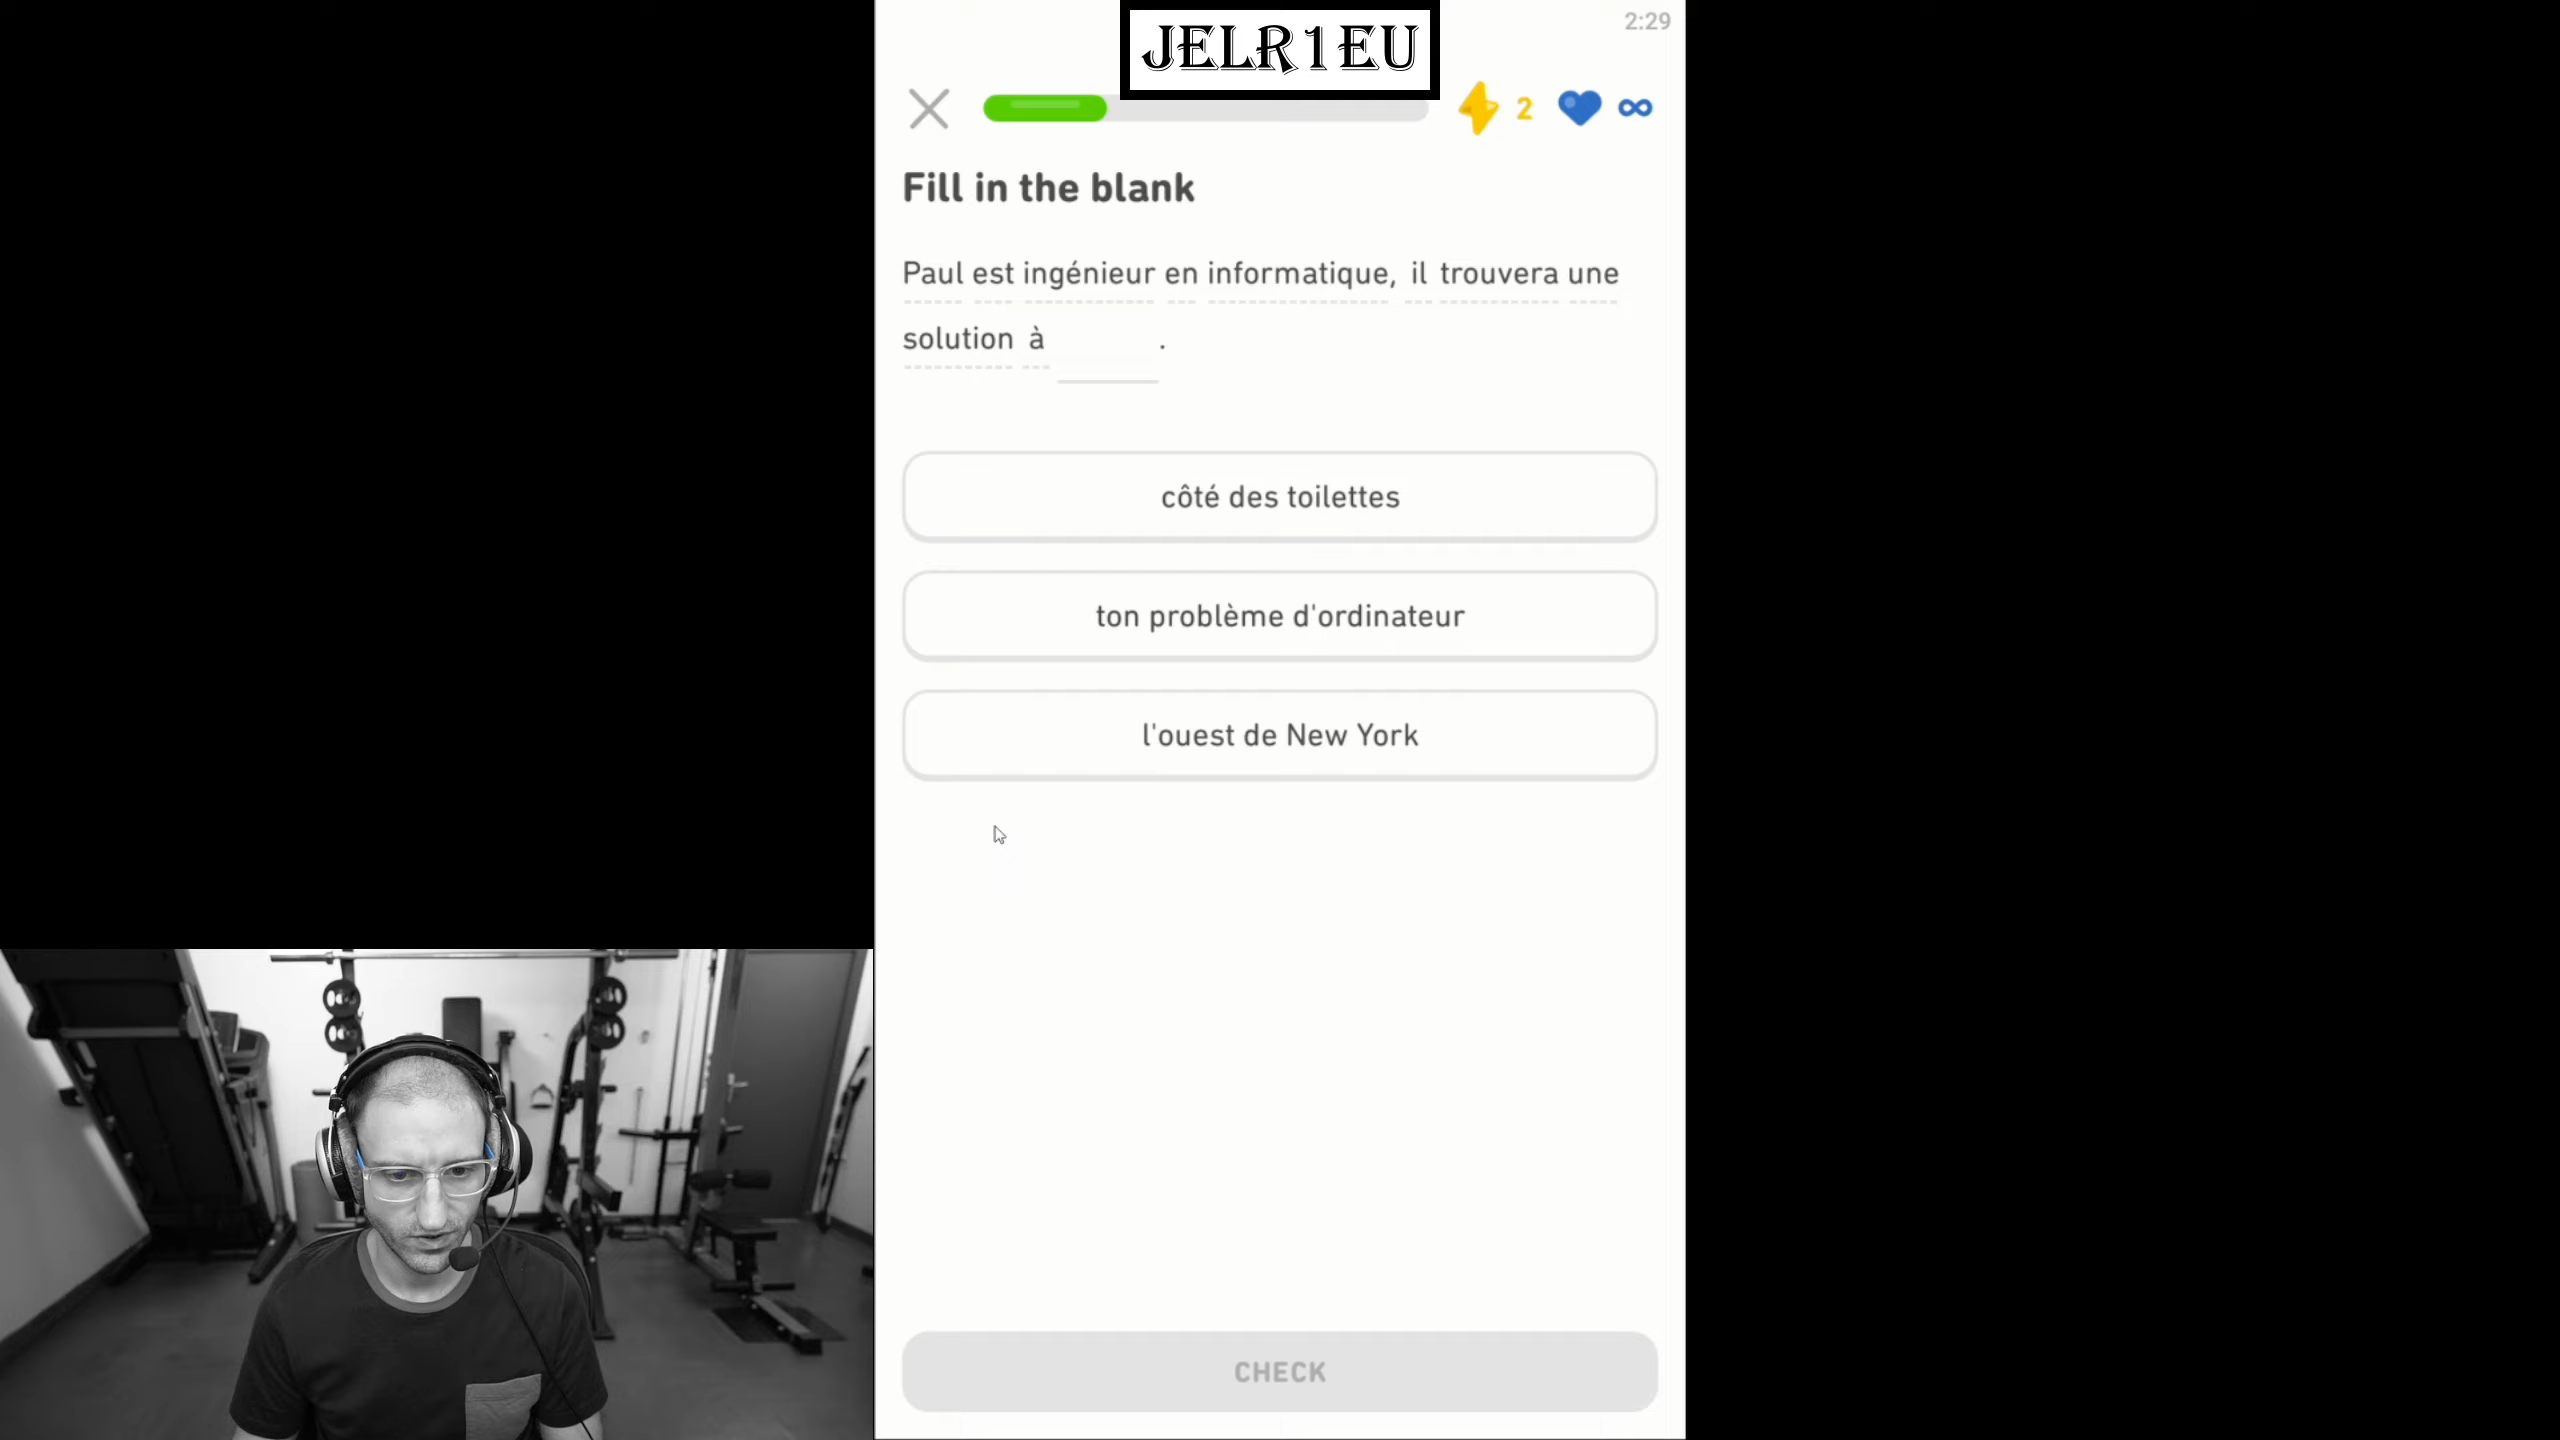 JELR1EU
2:29
2 ∞
Fill in the blank
Paul est ingénieur en informatique, il trouvera une
solution à ______ .
côté des toilettes
ton problème d'ordinateur
l'ouest de New York
CHECK